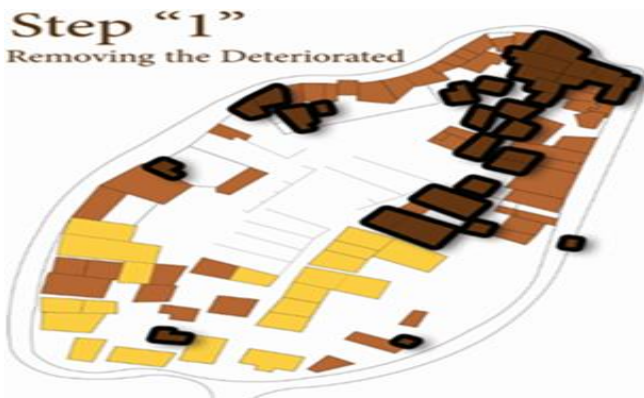 Step “1”
Removing the Deteriorated